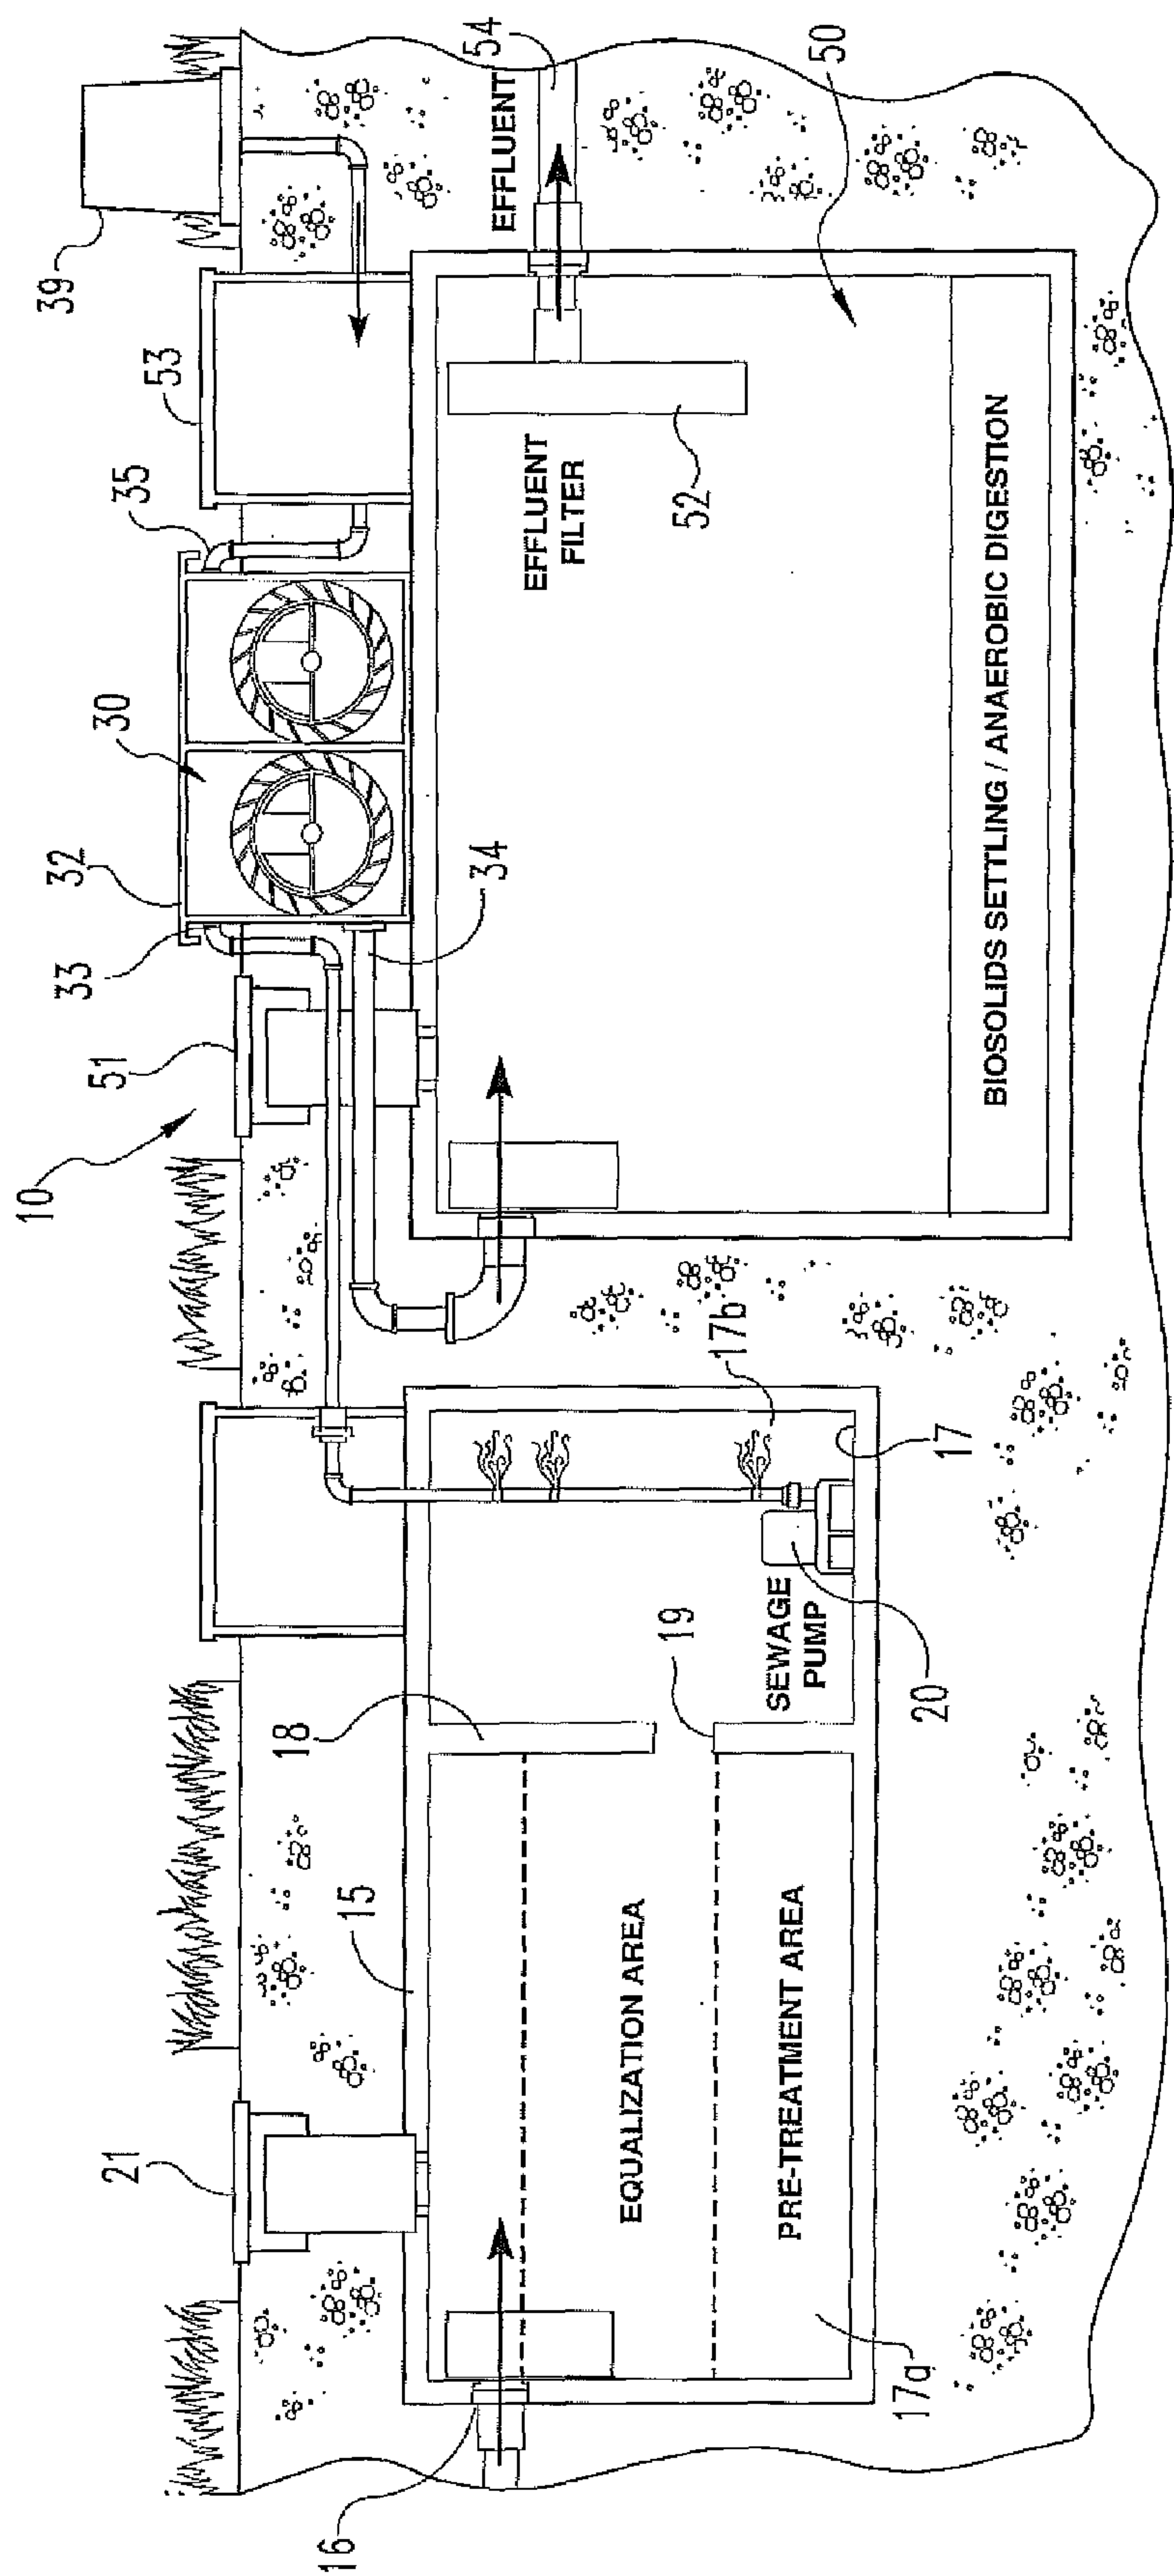 10
51
33
32
30
35
53
39
34
EFFLUENT
54
EFFLUENT
FILTER
52
50
BIOSOLIDS SETTLING / ANAEROBIC DIGESTION
21
15
18
19
EQUALIZATION AREA
PRE-TREATMENT AREA
SEWAGE
PUMP
20
17
17b
17a
16